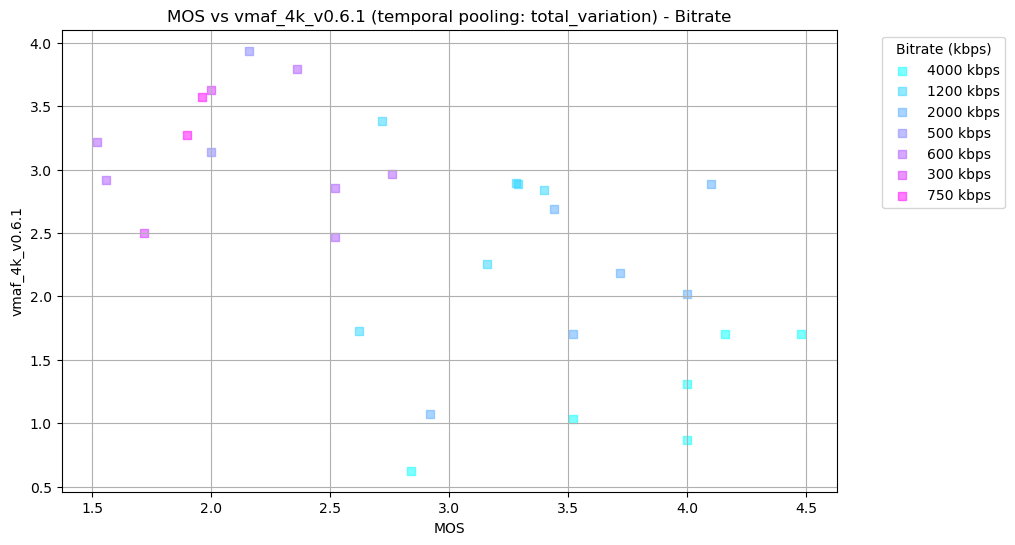 MOS vs vmaf_4k_v0.6.1 (temporal pooling: total_variation) - Bitrate
4.0
3.5
3.0
2.5
2.0
1.5
1.0
0.5
vmaf_4k_v0.6.1
1.5
2.0
2.5
3.0
3.5
4.0
4.5
MOS
Bitrate (kbps)
4000 kbps
1200 kbps
2000 kbps
500 kbps
600 kbps
300 kbps
750 kbps